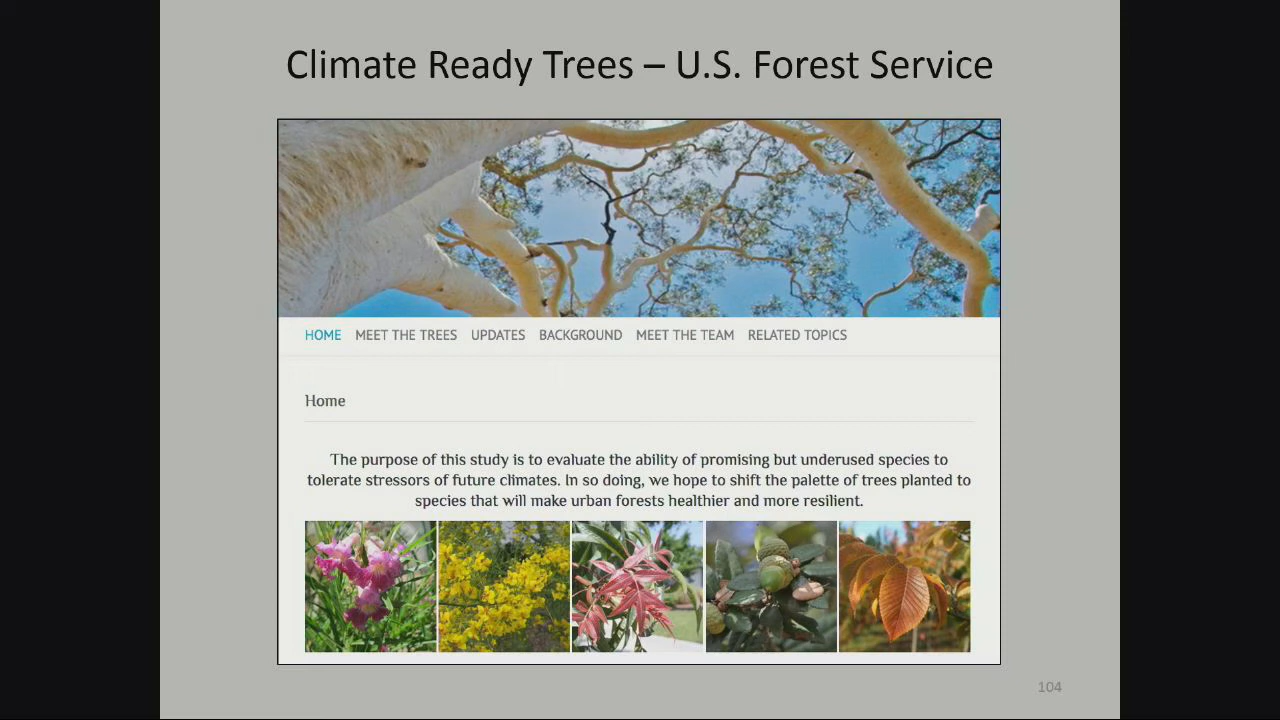 Climate Ready Trees – U.S. Forest Service
HOME MEET THE TREES UPDATES BACKGROUND MEET THE TEAM RELATED TOPICS
Home
The purpose of this study is to evaluate the ability of promising but underused species to
tolerate stressors of future climates. In so doing, we hope to shift the palette of trees planted to
species that will make urban forests healthier and more resilient.
104